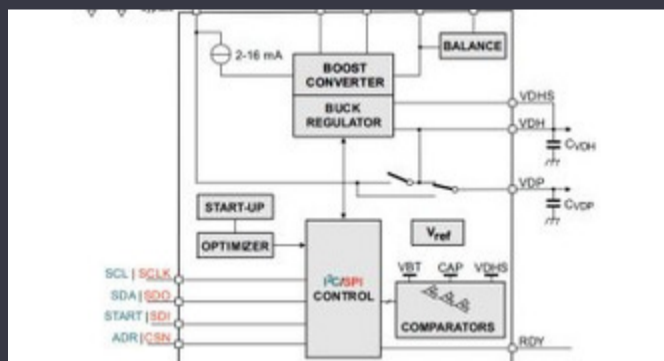 2-16 mA
BALANCE
BOOST
CONVERTER
BUCK
REGULATOR
VDHS
VDH
CVDH
VDP
CVDP
START-UP
OPTIMIZER
Vref
I²C/SPI
CONTROL
VBT CAP VDHS
COMPARATORS
SCL | SCLK
SDA | SDO
START | SDI
ADR | CSN
RDY